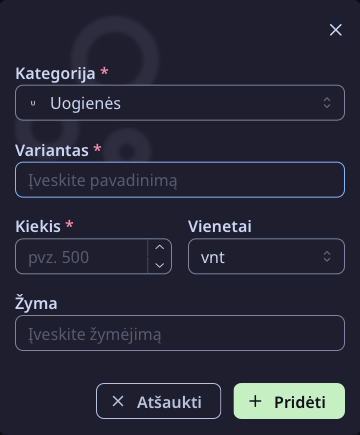 Kategorija *
U Uogienės
Variantas *
Įveskite pavadinimą
Kiekis * Vienetai
pvz. 500 vnt
Žyma
Įveskite žymėjimą
Atšaukti Pridėti